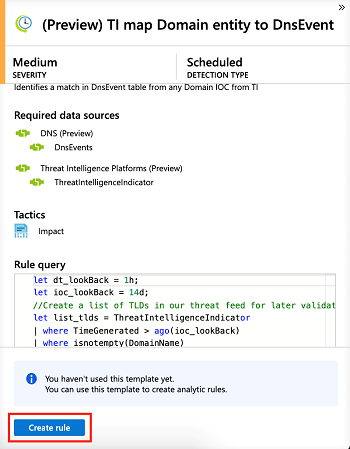 »
(Preview) TI map Domain entity to DnsEvent
Medium
SEVERITY
Scheduled
DETECTION TYPE
Identifies a match in DnsEvent table from any Domain IOC from TI
Required data sources
DNS (Preview)
DnsEvents
Threat Intelligence Platforms (Preview)
ThreatIntelligenceIndicator
Tactics
Impact
Rule query
let dt_lookBack = 1h;
let ioc_lookBack = 14d;
//Create a list of TLDs in our threat feed for later validat
let list_tlds = ThreatIntelligenceIndicator
| where TimeGenerated > ago(ioc_lookBack)
| where isnotempty(DomainName)
You haven't used this template yet.
You can use this template to create analytic rules.
Create rule